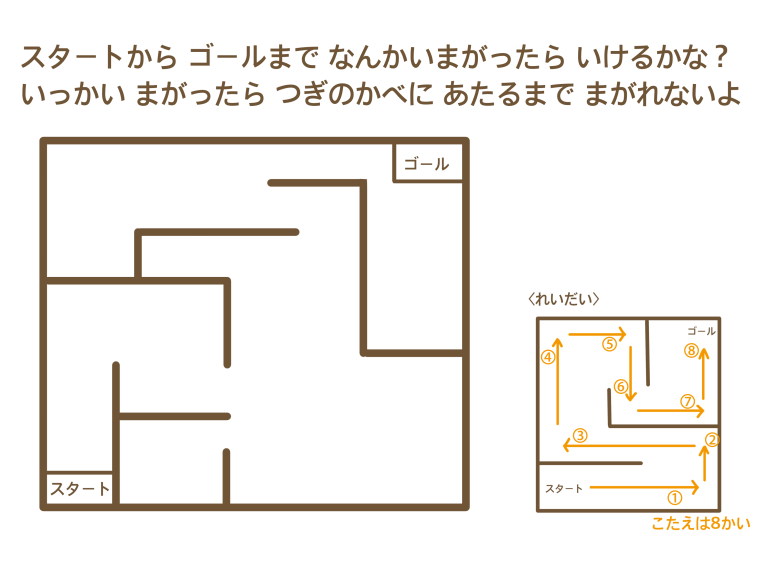 スタートから ゴールまで なんかいまがったら いけるかな？
いっかい まがったら つぎのかべに あたるまで まがれないよ
ゴール
スタート
〈れいだい〉
ゴール
⑤
④
⑧
⑥
⑦
③
②
スタート
①
こたえは8かい